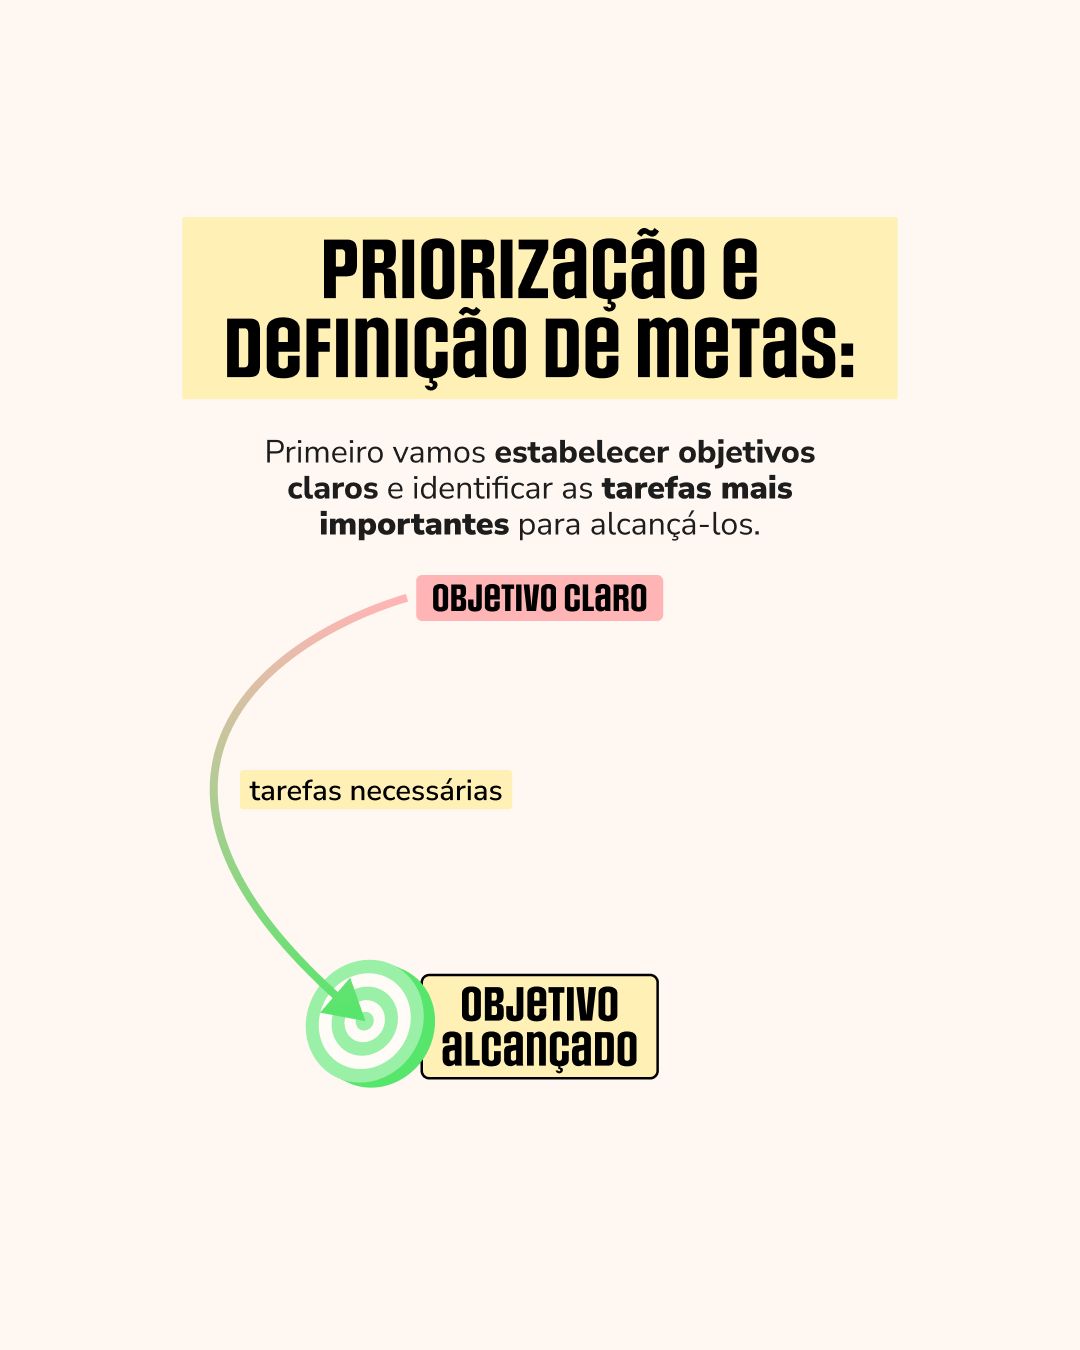 PRIORIZAÇÃO E
DEFINIÇÃO DE METAS:
Primeiro vamos estabelecer objetivos
claros e identificar as tarefas mais
importantes para alcançá-los.
OBJETIVO CLARO
tarefas necessárias
OBJETIVO
ALCANÇADO